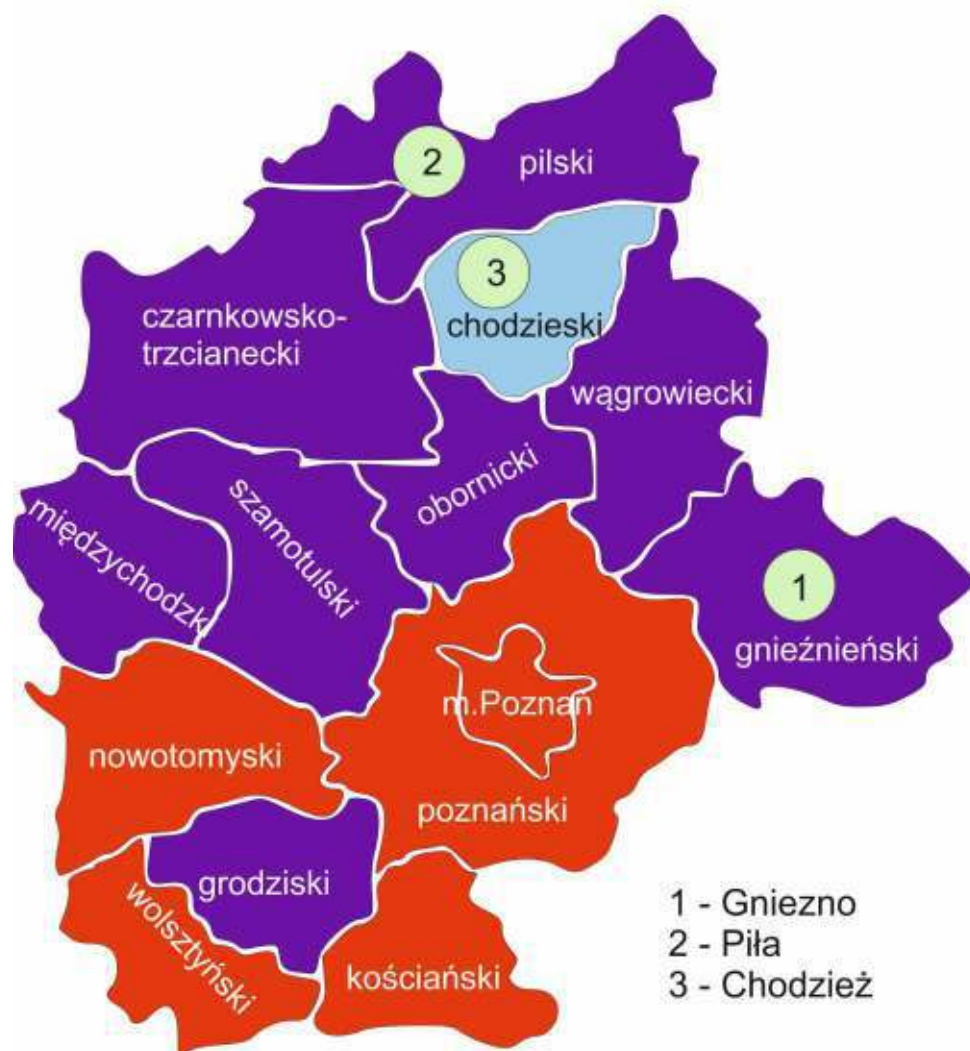 2
pilski
3
chodzieski
czarnkowsko-
trzcianecki
wągrowiecki
obornicki
szamotulski
międzychodzk
1
gnieźnieński
m.Poznań
nowotomyski
poznański
grodziski
wolsztyński
kościański
1 - Gniezno
2 - Piła
3 - Chodzież